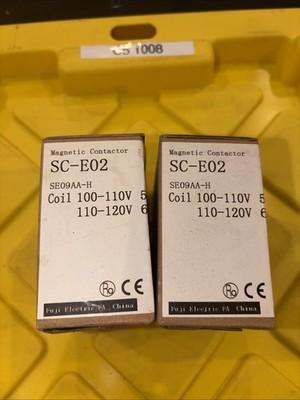 CS 1008
Magnetic Contactor
SC-E02
SE09AA-H
Coil 100-110V 5
110-120V 6
CE
Fuji Electric FA China
Magnetic Contactor
SC-E02
SE09AA-H
Coil 100-110V 5
110-120V 6
CE
Fuji Electric FA China